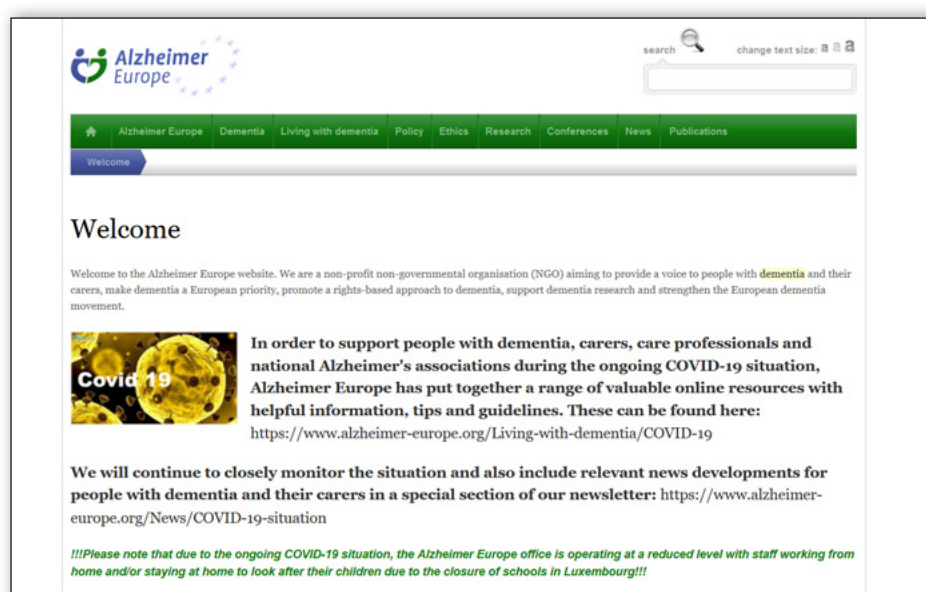 Alzheimer
Europe
search
change text size: a a a
Alzheimer Europe Dementia Living with dementia Policy Ethics Research Conferences News Publications
Welcome
Welcome
Welcome to the Alzheimer Europe website. We are a non-profit non-governmental organisation (NGO) aiming to provide a voice to people with dementia and their
carers, make dementia a European priority, promote a rights-based approach to dementia, support dementia research and strengthen the European dementia
movement.
Covid 19
In order to support people with dementia, carers, care professionals and
national Alzheimer's associations during the ongoing COVID-19 situation,
Alzheimer Europe has put together a range of valuable online resources with
helpful information, tips and guidelines. These can be found here:
https://www.alzheimer-europe.org/Living-with-dementia/COVID-19
We will continue to closely monitor the situation and also include relevant news developments for
people with dementia and their carers in a special section of our newsletter: https://www.alzheimer-
europe.org/News/COVID-19-situation
!!!Please note that due to the ongoing COVID-19 situation, the Alzheimer Europe office is operating at a reduced level with staff working from
home and/or staying at home to look after their children due to the closure of schools in Luxembourg!!!